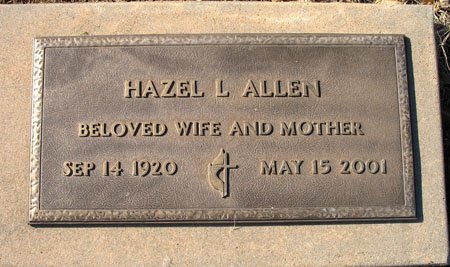 HAZEL L ALLEN
BELOVED WIFE AND MOTHER
SEP 14 1920 MAY 15 2001